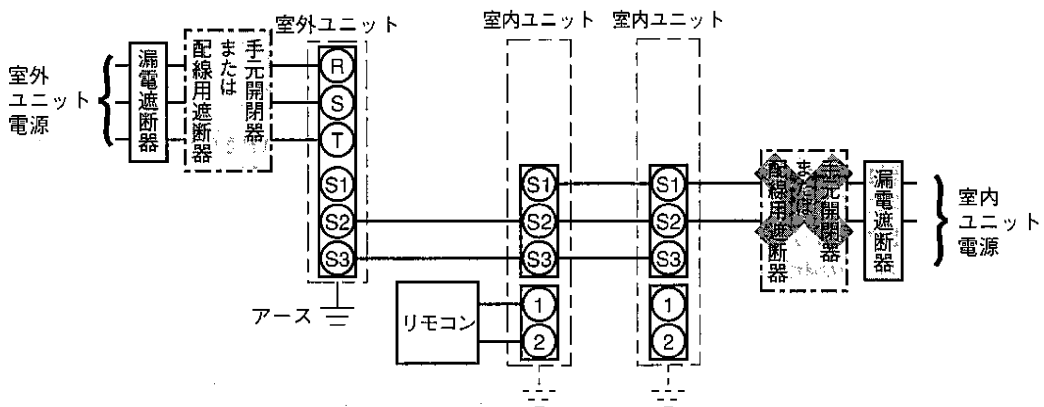 室外ユニット
室内ユニット
室内ユニット
室外
ユニット
電源
漏電遮断器
手元開閉器
または
配線用遮断器
R
S
T
S1
S2
S3
アース
リモコン
S1
S2
S3
1
2
S1
S2
S3
1
2
手元開閉器
または
配線用遮断器
漏電遮断器
室内
ユニット
電源